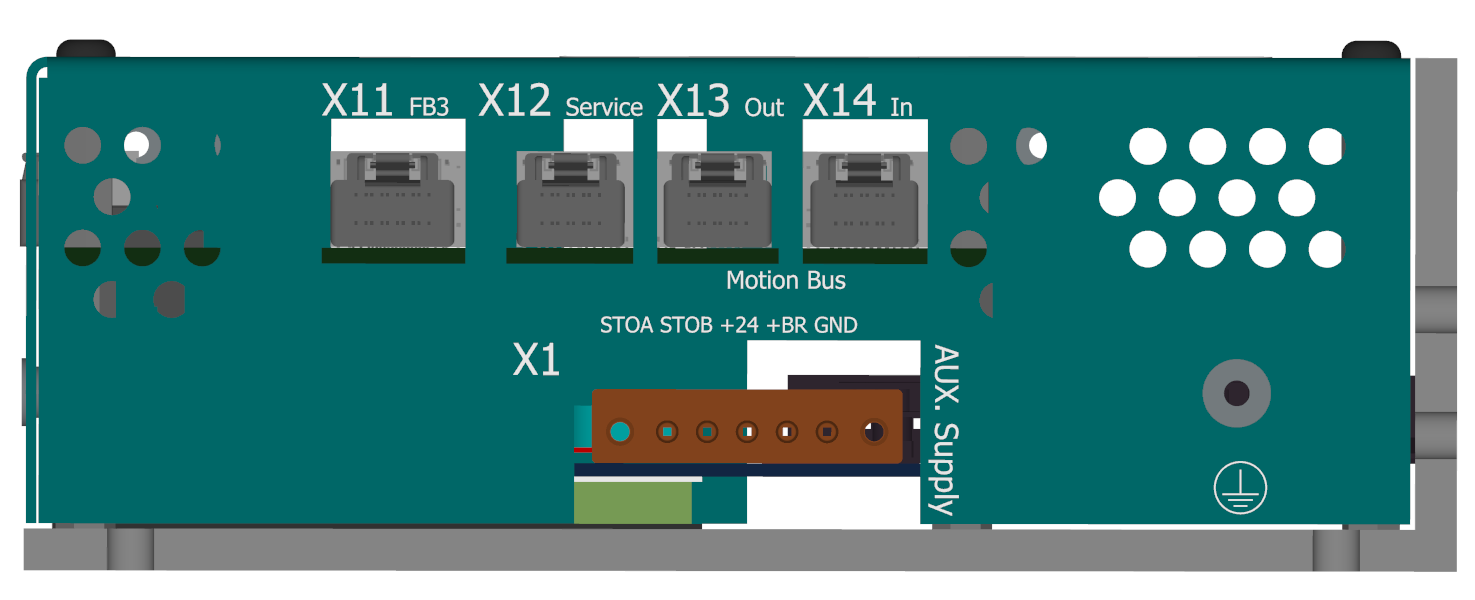 X11 FB3 X12 Service X13 Out X14 In
Motion Bus
STOA STOB +24 +BR GND
X1
AUX. Supply